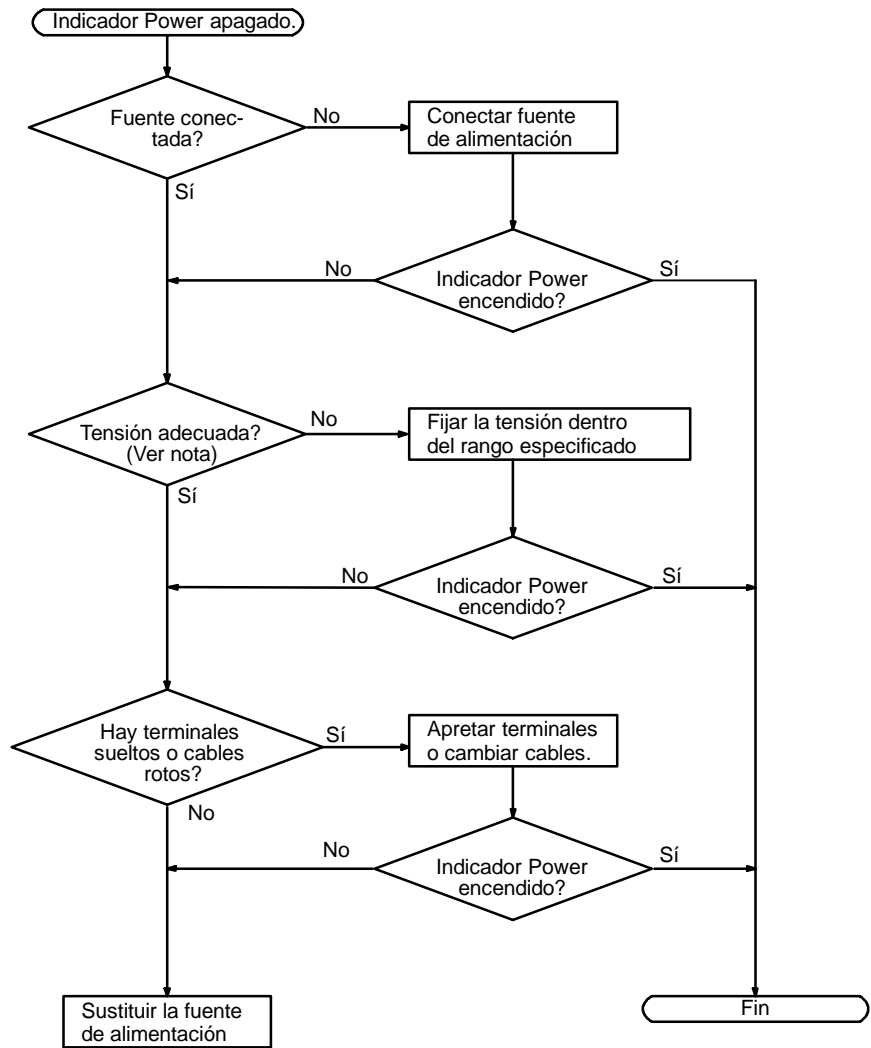 Indicador Power apagado.
Fuente conec-
tada?
No
Conectar fuente
de alimentación
Sí
No
Indicador Power
encendido?
Sí
Tensión adecuada?
(Ver nota)
No
Fijar la tensión dentro
del rango especificado
Sí
No
Indicador Power
encendido?
Sí
Hay terminales
sueltos o cables
rotos?
Sí
Apretar terminales
o cambiar cables.
No
No
Indicador Power
encendido?
Sí
Sustituir la fuente
de alimentación
Fin